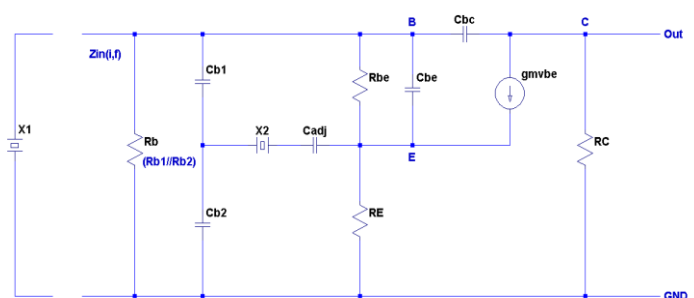 B
Cbc
C
Out
Zin(i,f)
Cb1
Rbe
Cbe
gmvbe
X1
Rb
(Rb1//Rb2)
X2
Cadj
E
RC
Cb2
RE
GND